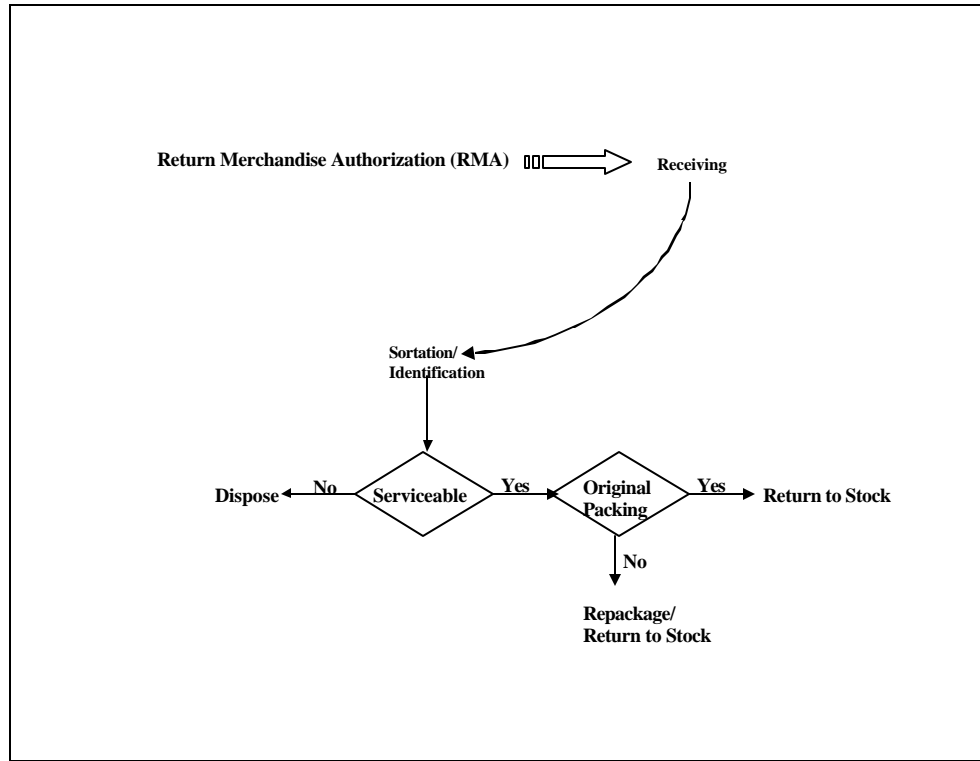 Return Merchandise Authorization (RMA)
Receiving
Sortation/
Identification
Dispose
No
Serviceable
Yes
Original
Packing
Yes
Return to Stock
No
Repackage/
Return to Stock